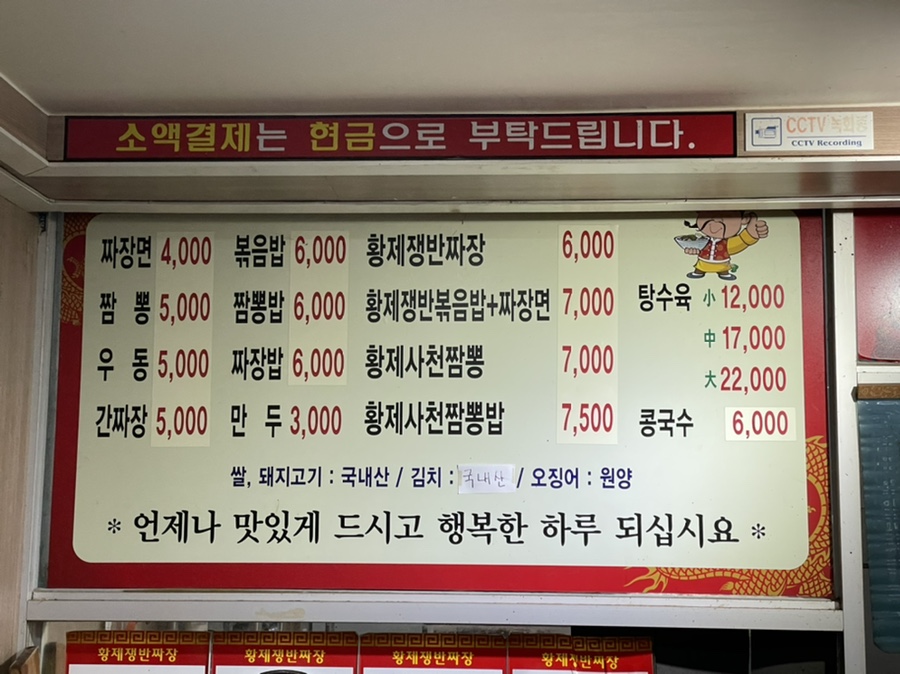 소액결제는 현금으로 부탁드립니다.
CCTV 녹화중
CCTV Recording
짜장면 4,000 볶음밥 6,000 황제쟁반짜장 6,000
짬뽕 5,000 짬뽕밥 6,000 황제쟁반볶음밥+짜장면 7,000 탕수육 小 12,000
中 17,000
우동 5,000 짜장밥 6,000 황제사천짬뽕 7,000
大 22,000
간짜장 5,000 만두 3,000 황제사천짬뽕밥 7,500 콩국수 6,000
쌀, 돼지고기 : 국내산 / 김치 : 국내산 / 오징어 : 원양
* 언제나 맛있게 드시고 행복한 하루 되십시요 *
황제쟁반짜장 황제쟁반짜장 황제쟁반짜장 황제쟁반짜장